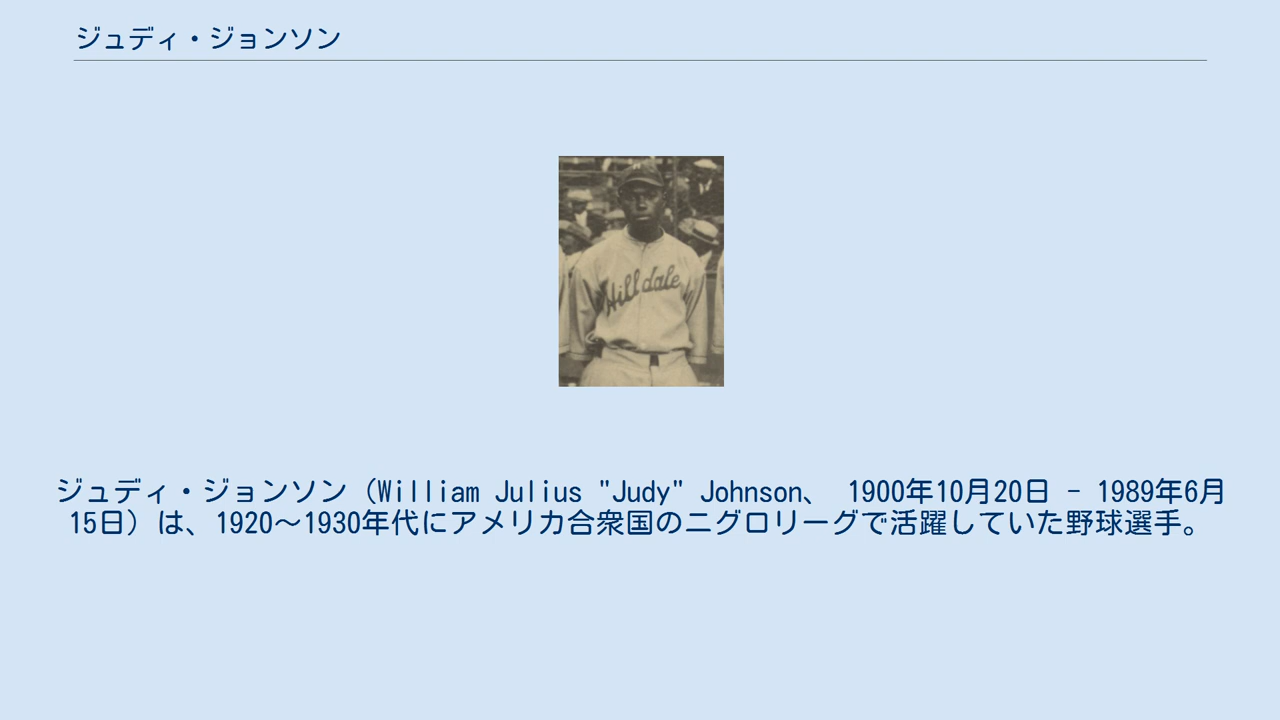 ジュディ・ジョンソン
Hilldale
ジュディ・ジョンソン（William Julius "Judy" Johnson、 1900年10月20日 - 1989年6月
15日）は、1920～1930年代にアメリカ合衆国のニグロリーグで活躍していた野球選手。